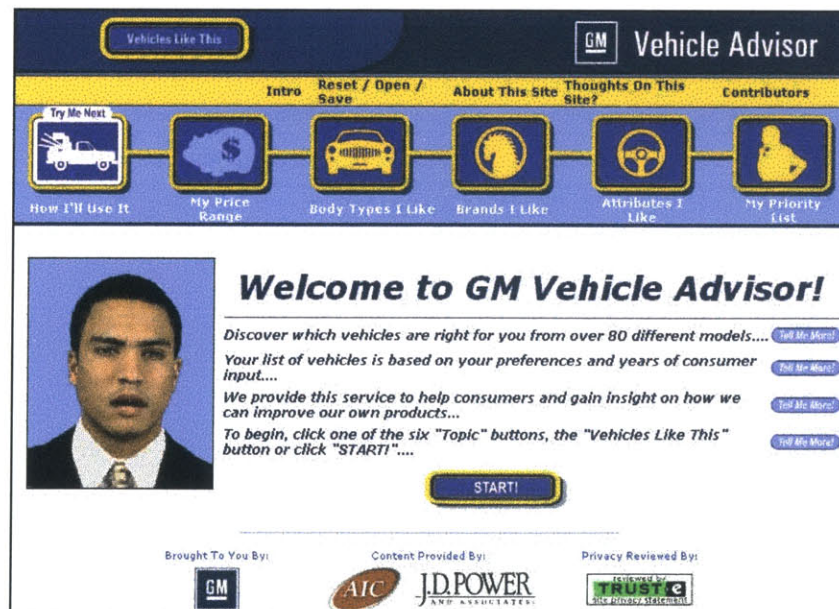 Vehicles Like This
GM Vehicle Advisor
Intro Reset / Open / Save About This Site Thoughts On This Site? Contributors
Try Me Next
How I'll Use It My Price Range Body Types I Like Brands I Like Attributes I Like My Priority List
Welcome to GM Vehicle Advisor!
Discover which vehicles are right for you from over 80 different models.... Tell Me More!
Your list of vehicles is based on your preferences and years of consumer
input.... Tell Me More!
We provide this service to help consumers and gain insight on how we
can improve our own products... Tell Me More!
To begin, click one of the six "Topic" buttons, the "Vehicles Like This"
button or click "START!".... Tell Me More!
START!
Brought To You By: Content Provided By: Privacy Reviewed By:
GM AIC J.D. POWER AND ASSOCIATES reviewed by TRUSTe site privacy statement